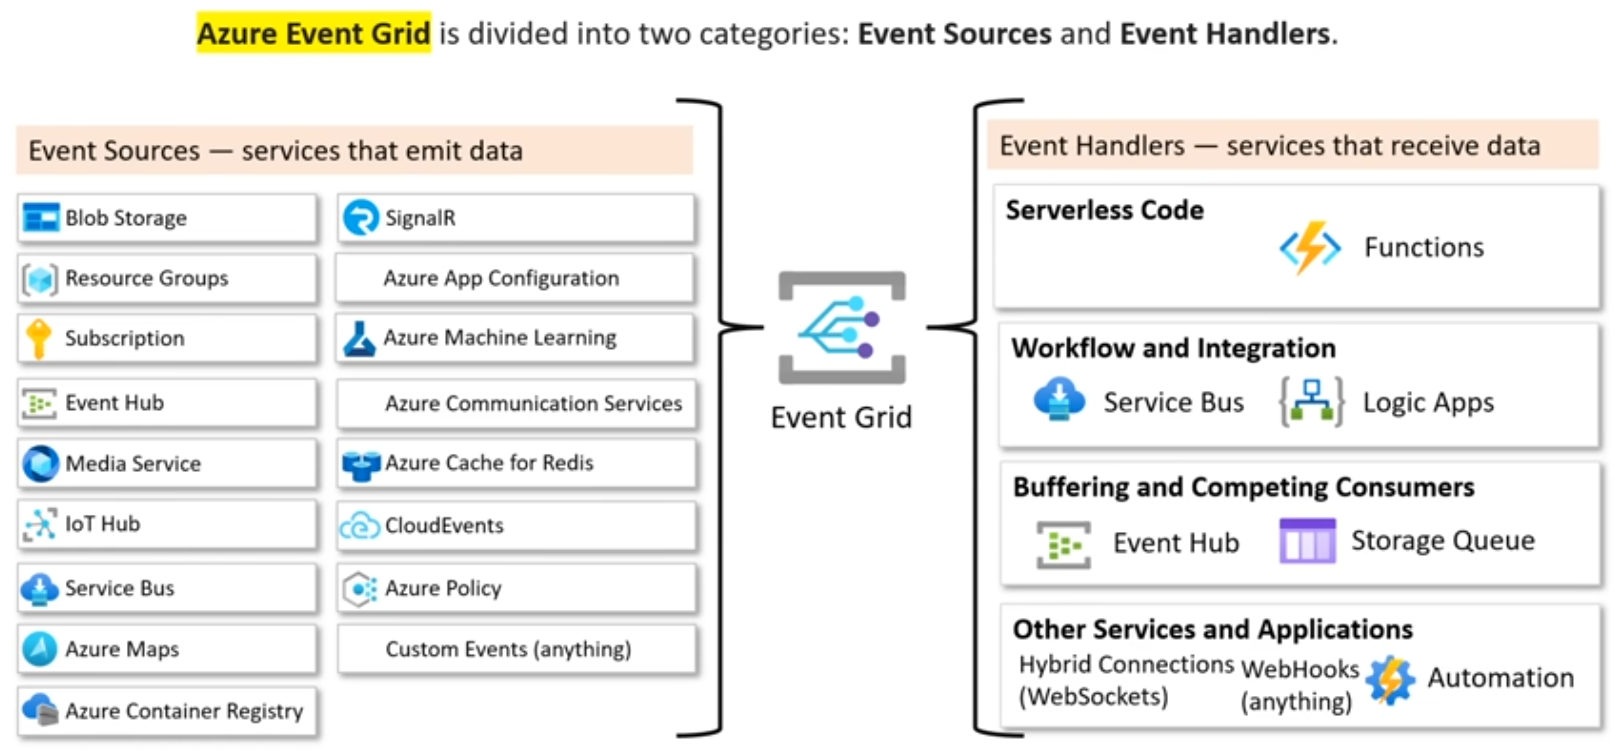 Azure Event Grid is divided into two categories: Event Sources and Event Handlers.
Event Sources — services that emit data
Blob Storage
Resource Groups
Subscription
Event Hub
Media Service
IoT Hub
Service Bus
Azure Maps
Azure Container Registry
SignalR
Azure App Configuration
Azure Machine Learning
Azure Communication Services
Azure Cache for Redis
CloudEvents
Azure Policy
Custom Events (anything)
Event Grid
Event Handlers — services that receive data
Serverless Code
Functions
Workflow and Integration
Service Bus
Logic Apps
Buffering and Competing Consumers
Event Hub
Storage Queue
Other Services and Applications
Hybrid Connections
(WebSockets)
WebHooks
(anything)
Automation